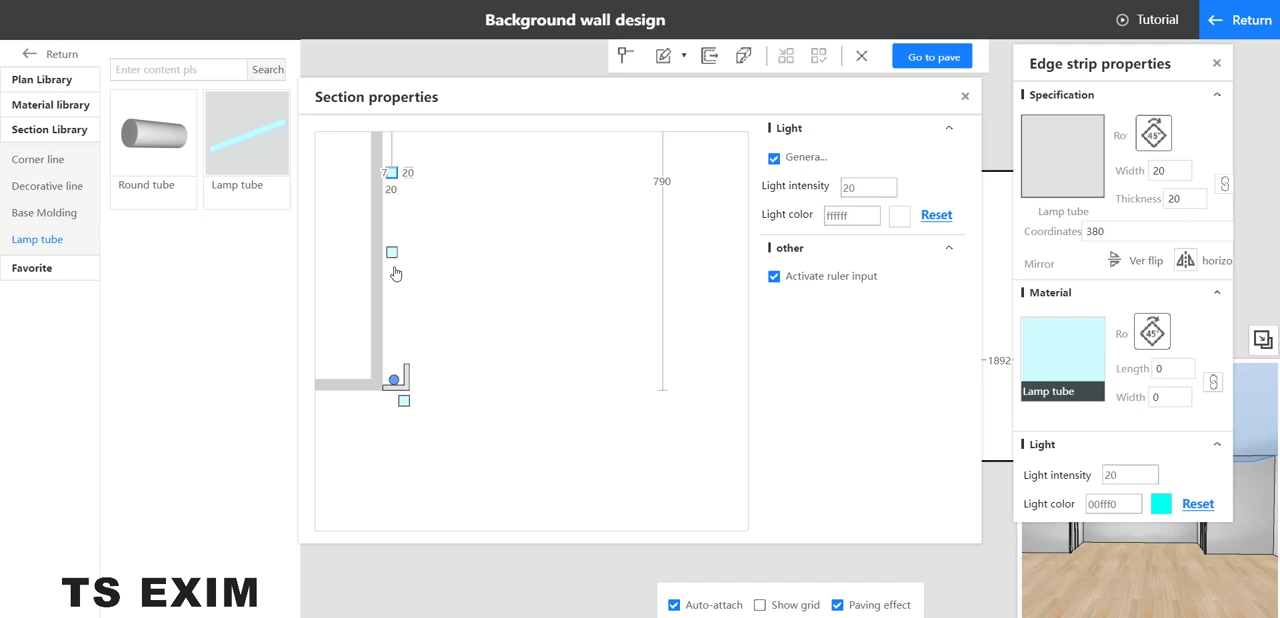 Background wall design
Tutorial
Return
Return
Plan Library
Material library
Section Library
Corner line
Decorative line
Base Molding
Lamp tube
Favorite
Enter content pls
Search
Round tube
Lamp tube
Go to pave
Section properties
7
20
20
790
Light
Genera...
Light intensity
20
Light color
ffffff
Reset
other
Activate ruler input
1892
Edge strip properties
Specification
Ro
45°
Width
20
Thickness
20
Lamp tube
Coordinates
380
Mirror
Ver flip
horizo
Material
Ro
45°
Length
0
Lamp tube
Width
0
Light
Light intensity
20
Light color
00fff0
Reset
TS EXIM
Auto-attach
Show grid
Paving effect